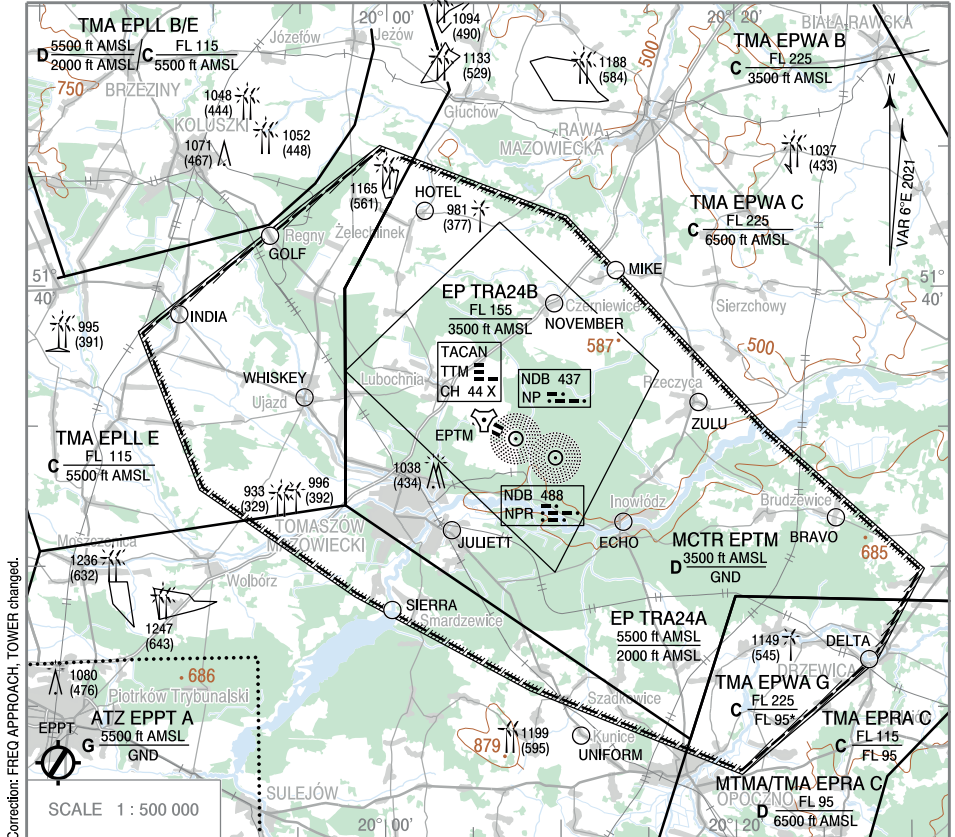 20° 00'
20° 20'
TMA EPLL B/E
D 5500 ft AMSL / C FL 115
2000 ft AMSL 5500 ft AMSL
750
BRZEZINY
Józefów
Jeżów
1094
(490)
1133
(529)
1188
(584)
500
BIAŁA RAWSKA
TMA EPWA B
C FL 225
3500 ft AMSL
N
VAR 6°E 2021
1048
(444)
KOLUSZKI
1052
(448)
1071
(467)
Głuchów
RAWA
MAZOWIECKA
1037
(433)
1165
(561)
HOTEL
981
(377)
Żelechlinek
Regny
GOLF
TMA EPWA C
C FL 225
6500 ft AMSL
51°
40'
51°
40'
MIKE
EP TRA24B
FL 155
3500 ft AMSL
Czerniewice
NOVEMBER
Sierzchowy
INDIA
995
(391)
587
500
TACAN
TTM
CH 44 X
Lubochnia
NDB 437
NP
Rzeczyca
WHISKEY
Ujazd
ZULU
EPTM
TMA EPLL E
C FL 115
5500 ft AMSL
1038
(434)
933
(329)
996
(392)
NDB 488
NPR
Inowłódz
Brudzewice
TOMASZÓW
MAZOWIECKI
JULIETT
ECHO
MCTR EPTM
D 3500 ft AMSL
GND
BRAVO
685
Moszczenica
1236
(632)
Wolbórz
1247
(643)
SIERRA
Smardzewice
EP TRA24A
5500 ft AMSL
2000 ft AMSL
1149
(545)
DELTA
DRZEWICA
1080
(476)
686
Piotrków Trybunalski
EPPT
ATZ EPPT A
G 5500 ft AMSL
GND
Szadkowice
TMA EPWA G
C FL 225
FL 95*
TMA EPRA C
C FL 115
FL 95
879
1199
(595)
Kunice
UNIFORM
MTMA/TMA EPRA C
D FL 95
6500 ft AMSL
OPOCZNO
SULEJÓW
SCALE 1 : 500 000
20° 00'
20° 20'
Correction: FREQ APPROACH, TOWER changed.